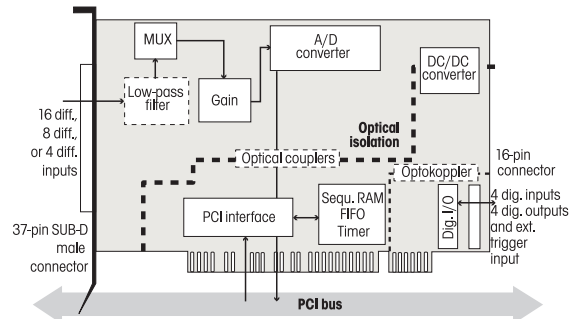 MUX
A/D
converter
DC/DC
converter
Low-pass
filter
Gain
16 diff.,
8 diff.,
or 4 diff.
inputs
Optical
isolation
Optical couplers
Optokoppler
16-pin
connector
PCI interface
Sequ. RAM
FIFO
Timer
Dig. I/O
4 dig. inputs
4 dig. outputs
and ext.
trigger
input
37-pin SUB-D
male
connector
PCI bus